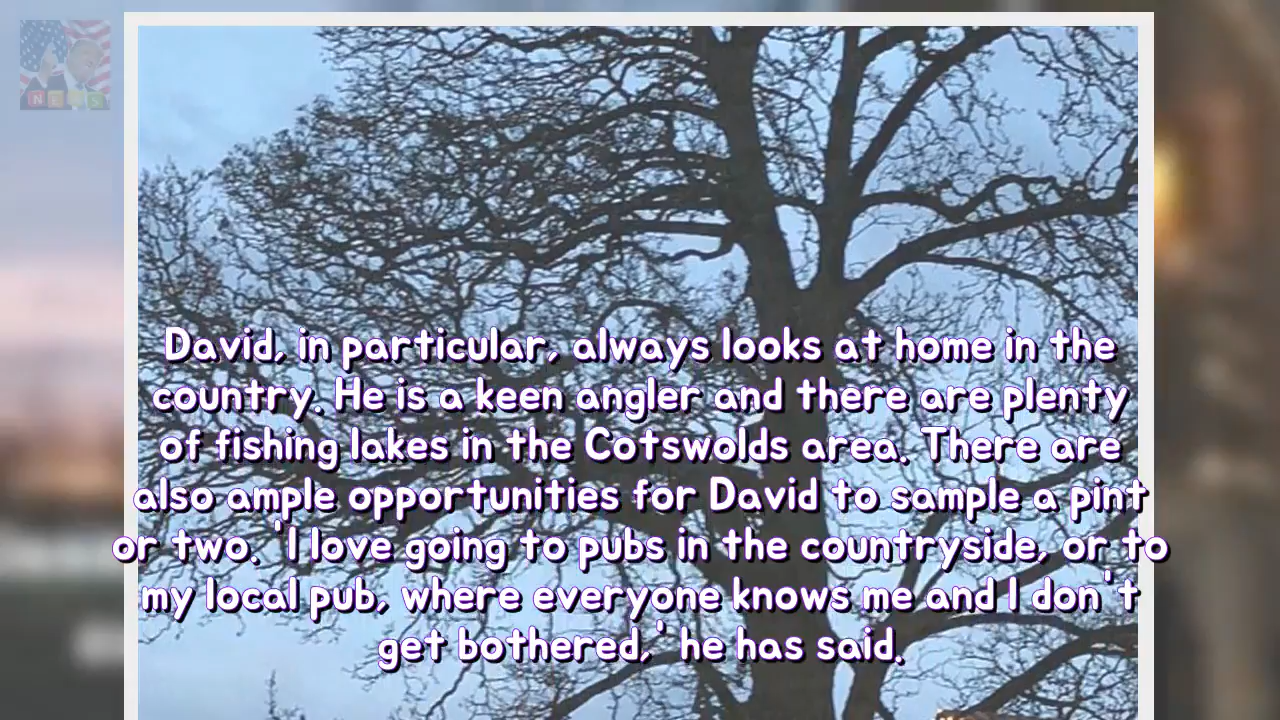 NEWS
David, in particular, always looks at home in the
country. He is a keen angler and there are plenty
of fishing lakes in the Cotswolds area. There are
also ample opportunities for David to sample a pint
or two. 'I love going to pubs in the countryside, or to
my local pub, where everyone knows me and I don't
get bothered,' he has said.